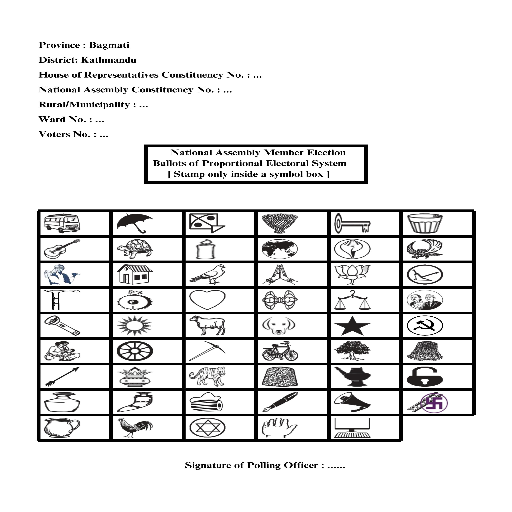 Province : Bagmati
District: Kathmandu
House of Representatives Constituency No. : ...
National Assembly Constituency No. : ...
Rural/Municipality : ...
Ward No. : ...
Voters No. : ...
National Assembly Member Election
Ballots of Proportional Electoral System
[ Stamp only inside a symbol box ]
Signature of Polling Officer : ......